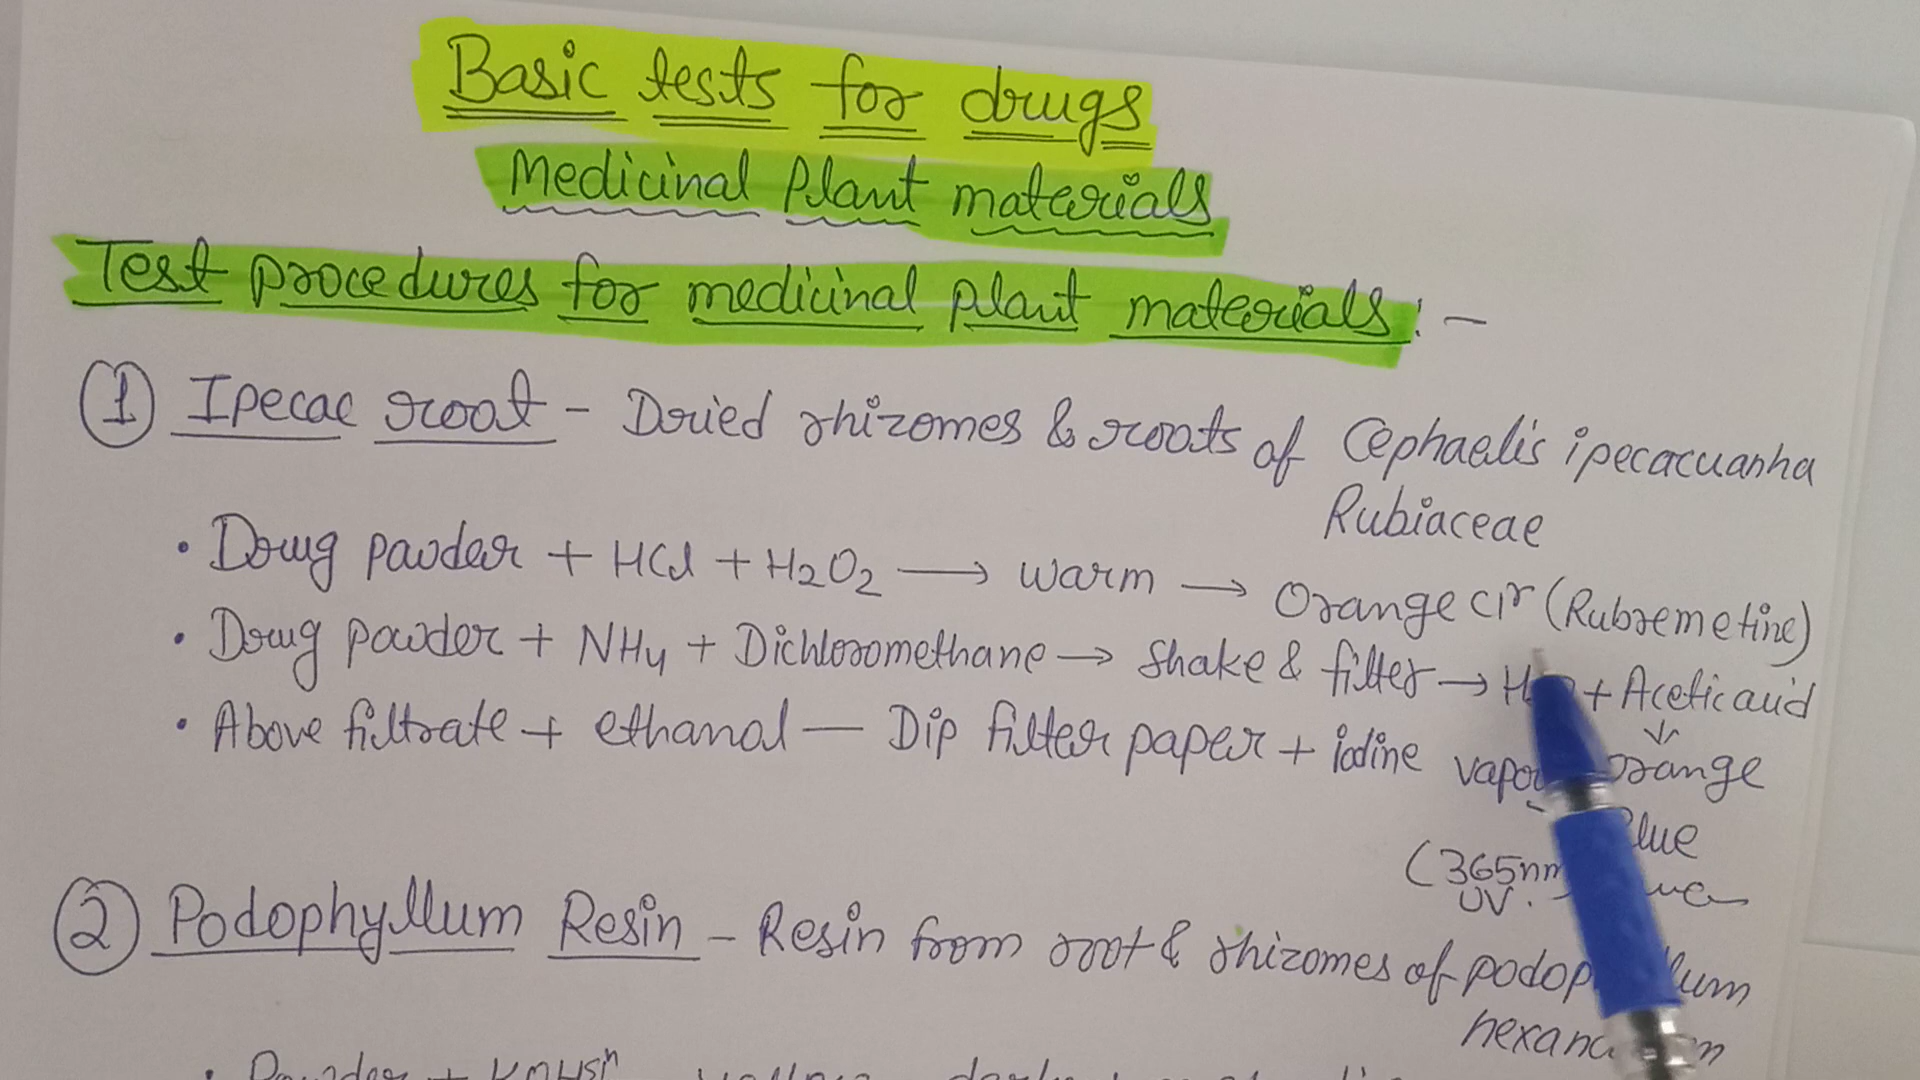 Basic tests for drugs
Medicinal Plant materials
Test procedures for medicinal plant materials : -
① Ipecac root - Dried rhizomes & roots of Cephaelis ipecacuanha
Rubiaceae
• Drug powder + HCl + H2O2 → warm → Orange clr (Rubremetine)
• Drug powder + NH4 + Dichloromethane → Shake & filter → + Acetic acid
↓
• Above filtrate + ethanol — Dip filter paper + iodine orange
(365nm
UV.
② Podophyllum Resin - Resin from root & rhizomes of